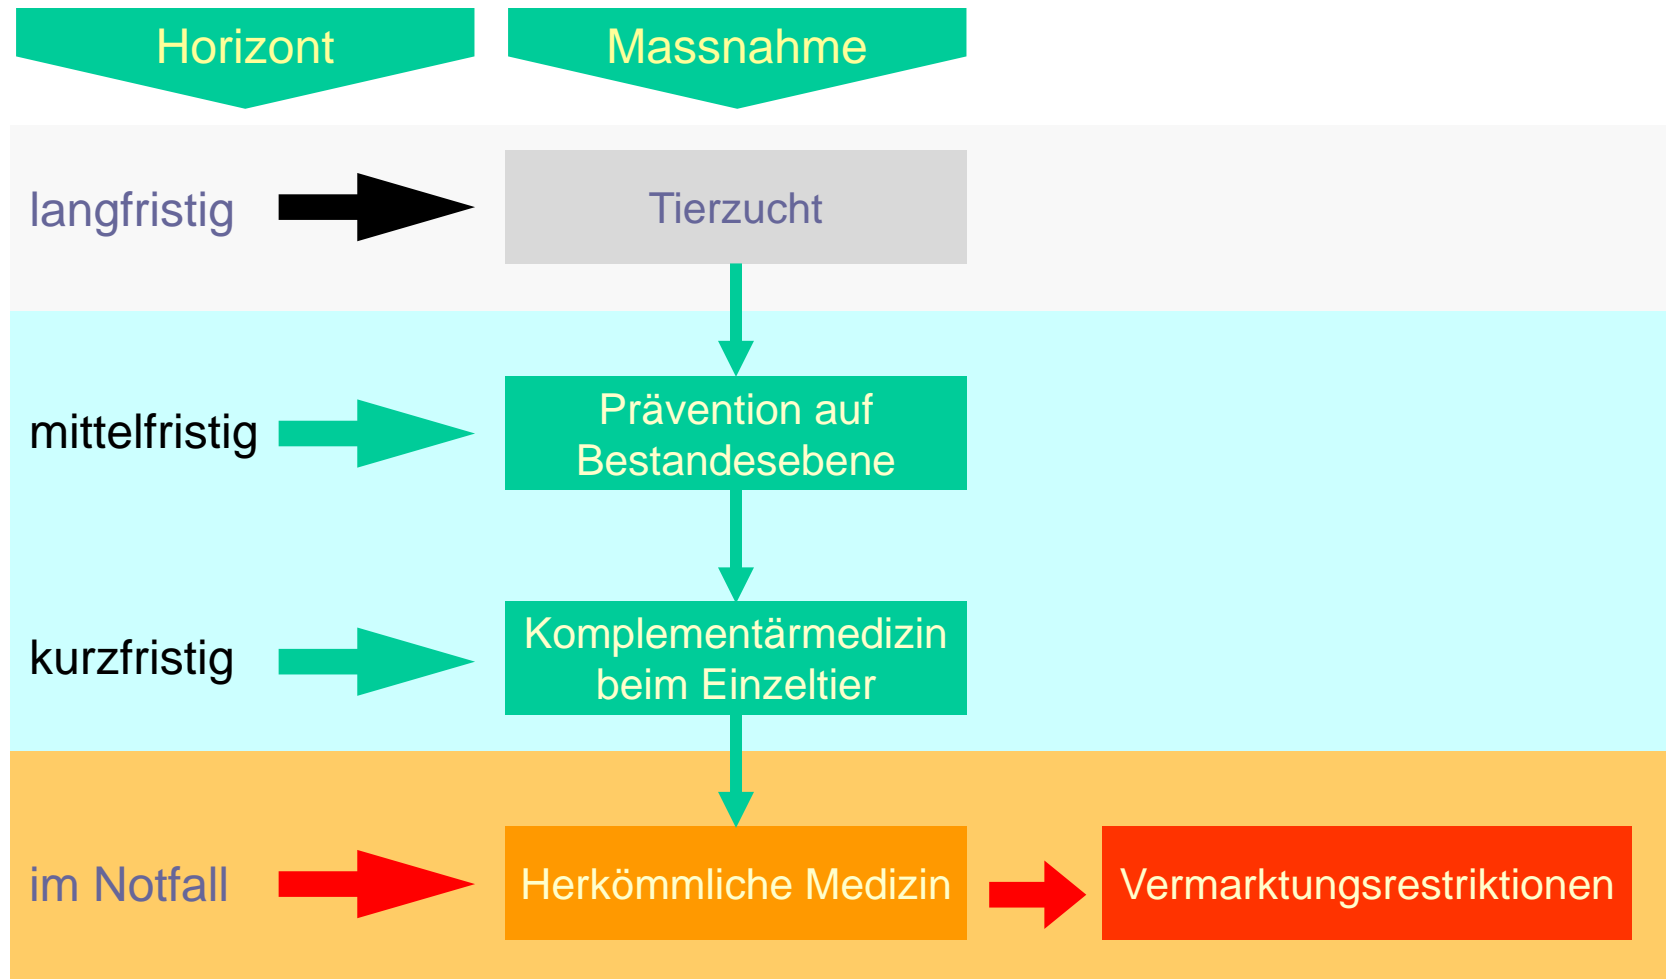 Horizont
Massnahme
langfristig
Tierzucht
mittelfristig
Prävention auf
Bestandesebene
kurzfristig
Komplementärmedizin
beim Einzeltier
im Notfall
Herkömmliche Medizin
Vermarktungsrestriktionen